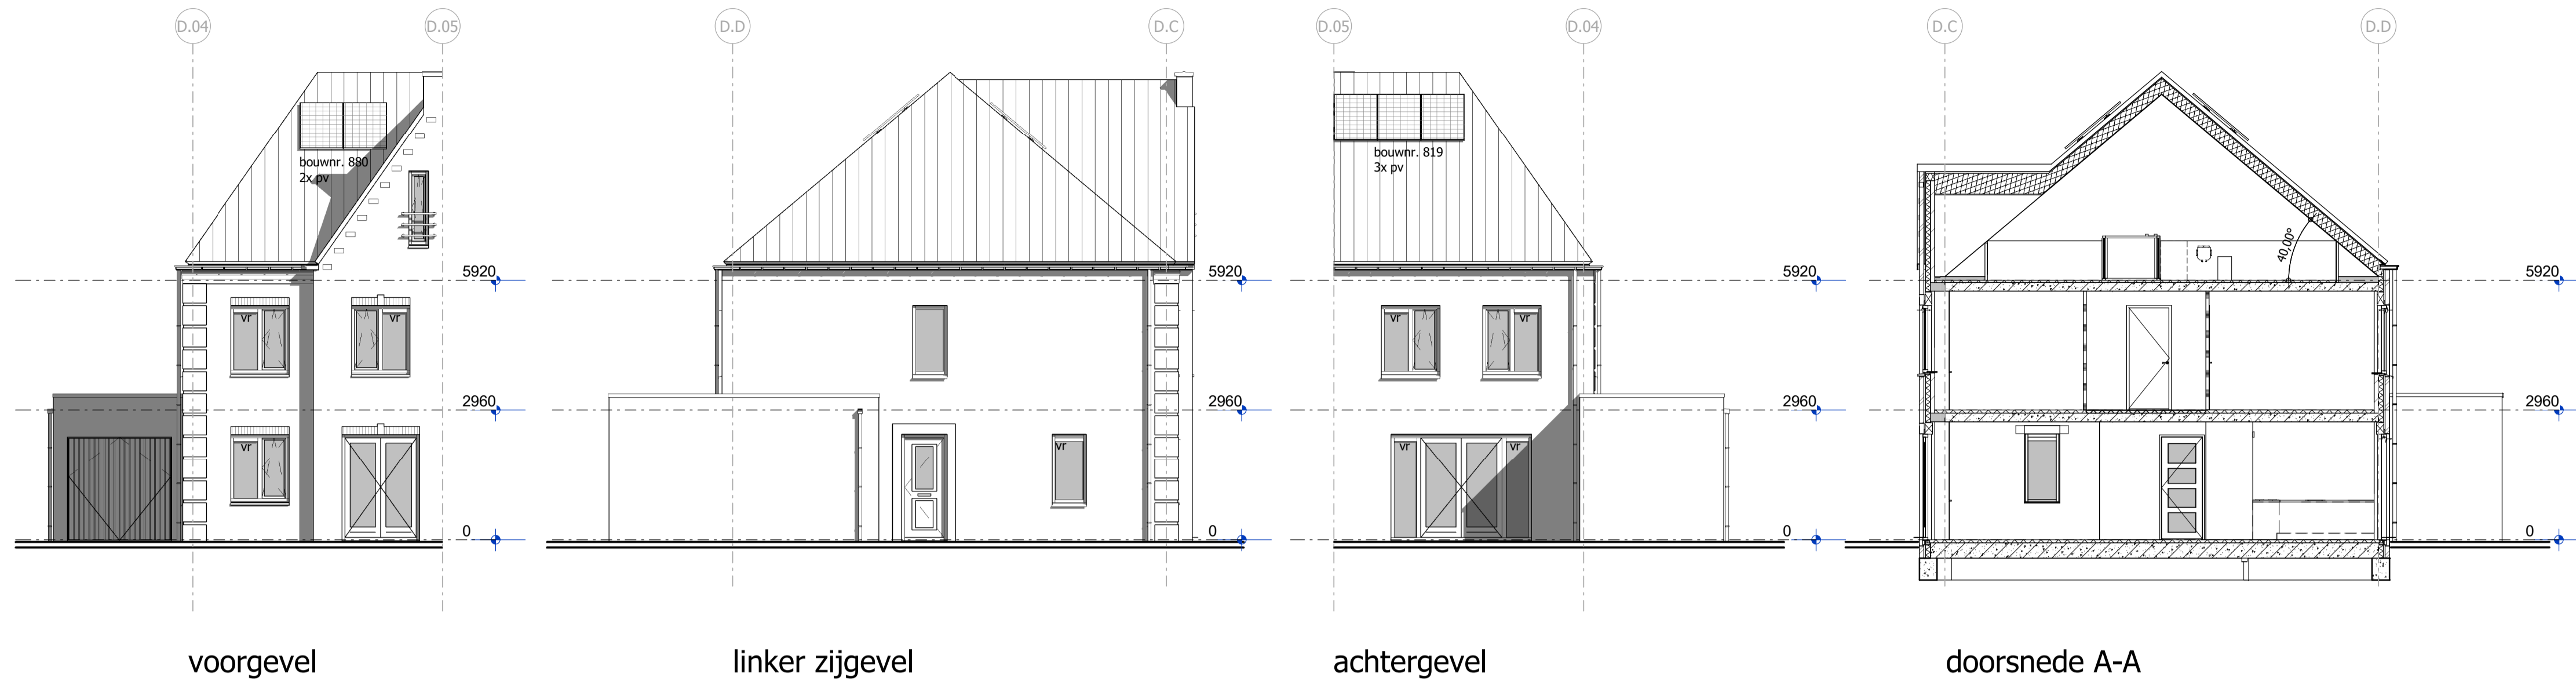 D.04
D.05
D.D
D.C
D.05
D.04
D.C
D.D
bouwnr. 880
2x pv
5920
vr
vr
2960
vr
0
5920
2960
vr
0
bouwnr. 819
3x pv
5920
vr
vr
2960
vr
vr
0
40,00°
5920
2960
0
voorgevel
linker zijgevel
achtergevel
doorsnede A-A